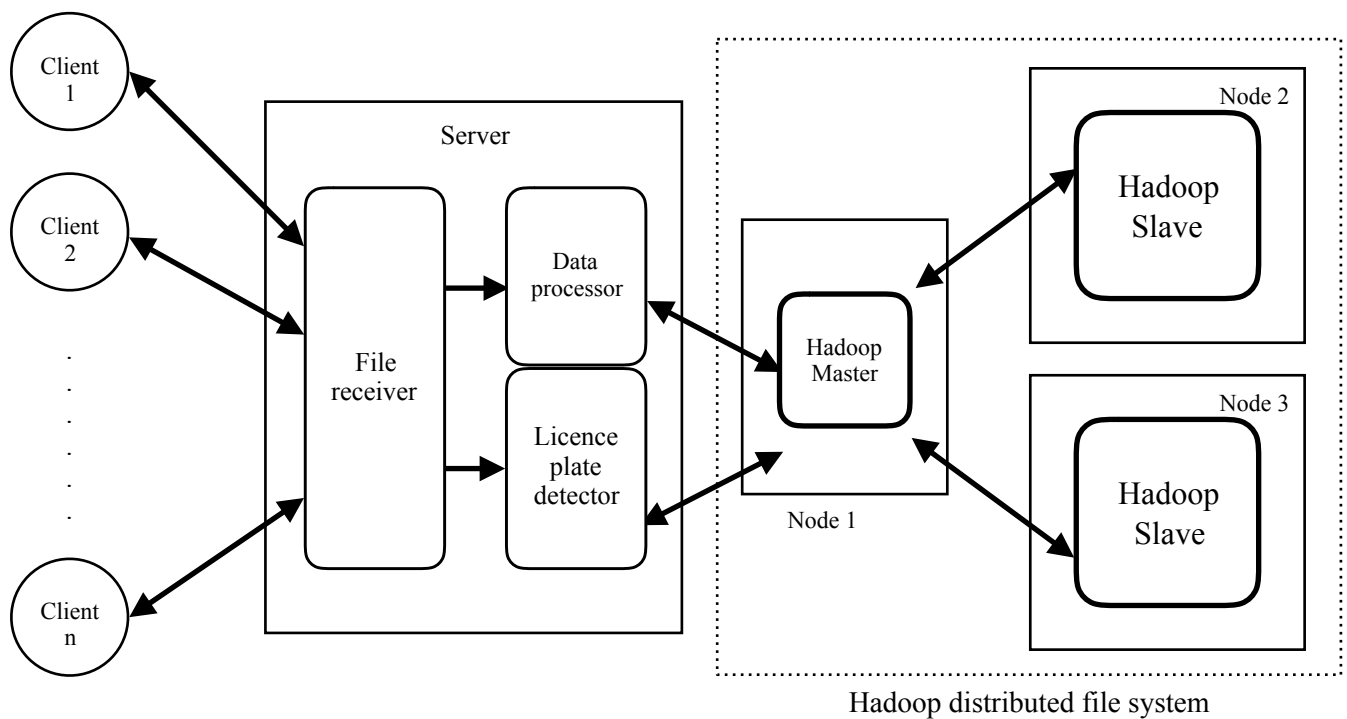 Client
1
Client
2
.
.
.
.
.
.
Client
n
Server
File
receiver
Data
processor
Licence
plate
detector
Hadoop
Master
Node 1
Node 2
Hadoop
Slave
Node 3
Hadoop
Slave
Hadoop distributed file system